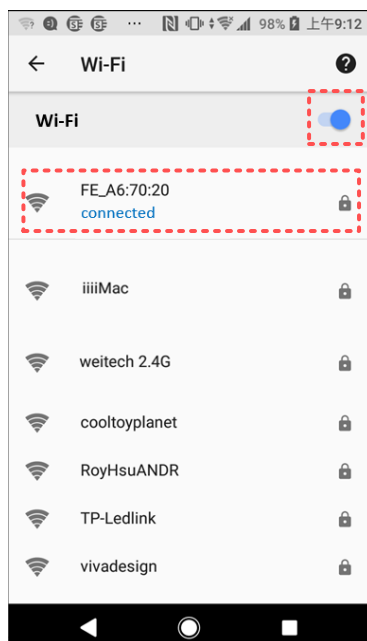 98% 上午9:12
Wi-Fi
Wi-Fi
FE_A6:70:20
connected
iiiiMac
weitech 2.4G
cooltoyplanet
RoyHsuANDR
TP-Ledlink
vivadesign